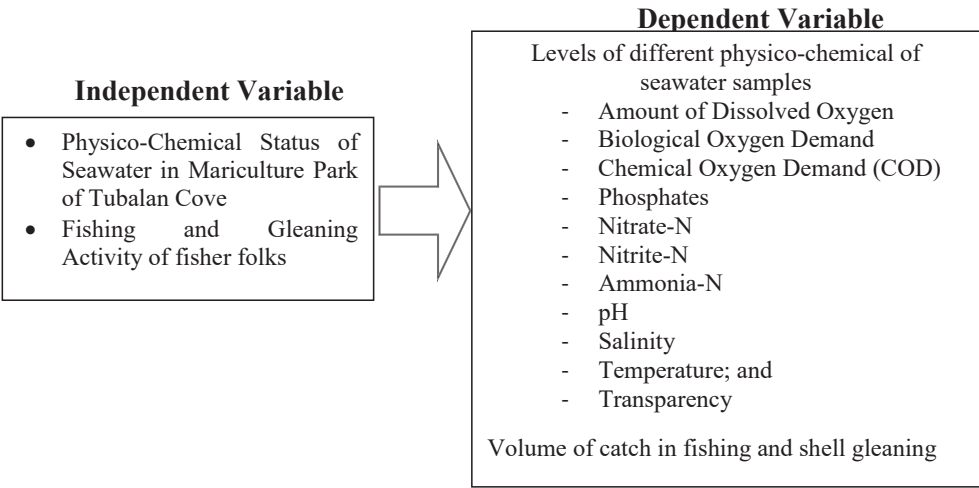 Independent Variable
• Physico-Chemical Status of
Seawater in Mariculture Park
of Tubalan Cove
• Fishing and Gleaning
Activity of fisher folks
Dependent Variable
Levels of different physico-chemical of
seawater samples
- Amount of Dissolved Oxygen
- Biological Oxygen Demand
- Chemical Oxygen Demand (COD)
- Phosphates
- Nitrate-N
- Nitrite-N
- Ammonia-N
- pH
- Salinity
- Temperature; and
- Transparency
Volume of catch in fishing and shell gleaning